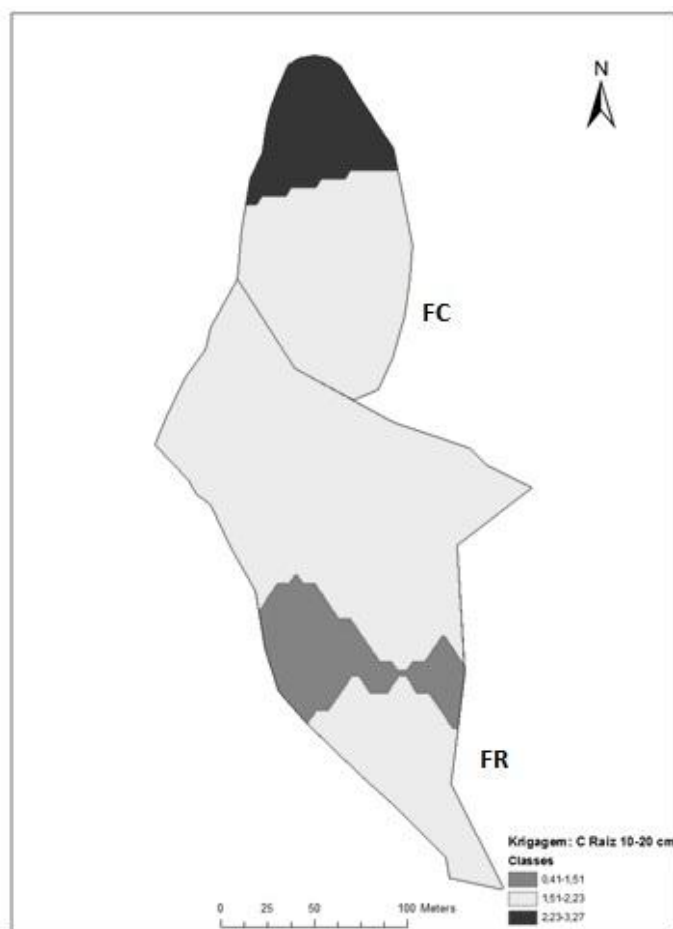 N
FC
FR
Krigagem: C Raiz 10-20 cm
Classes
0,41-1,51
1,51-2,23
2,23-3,27
0 25 50 100 Meters